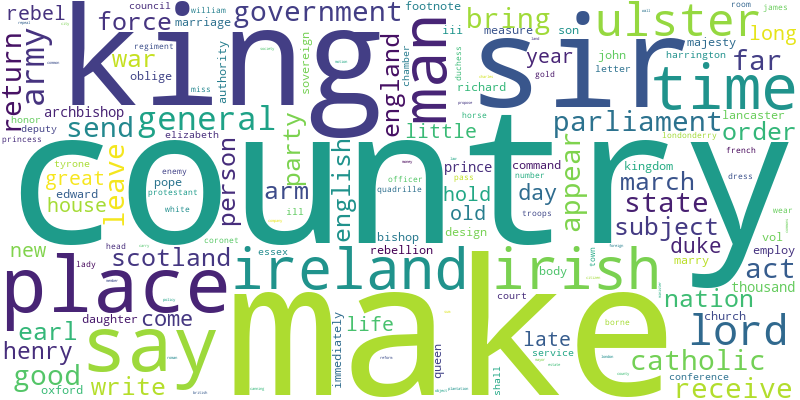 rebel council william footnote
force marriage government bring ulster room james
king man sir iii measure son long
return army war regiment oblige authority sovereign england chamber duchess year majesty far
miss john harrington
letter time
archbishop richard gold
honor deputy send general party little horse parliament order lancaster
princess elizabeth londonderry french
country
tyrone enemy person english prince command appear kingdom dress
great leave pope arm quadrille officer pass number march
edward protestant hold day state wear
house white ill old troops subject vol
new coronet bishop design duke employ
head scotland essex rebellion town marry act
lady ireland body irish thousand
place court nation
daughter come church
earl make late lord
henry say life immediately queen borne service
good catholic
conference
oxford write shall receive